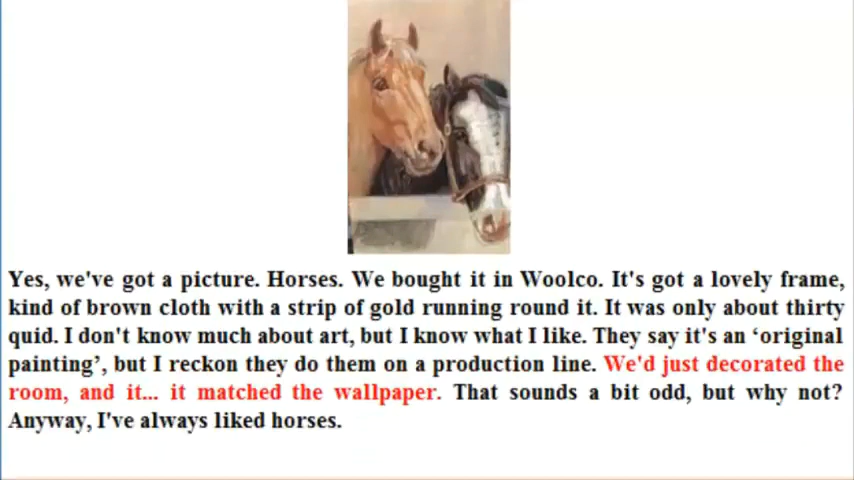 Yes, we've got a picture. Horses. We bought it in Woolco. It's got a lovely frame,
kind of brown cloth with a strip of gold running round it. It was only about thirty
quid. I don't know much about art, but I know what I like. They say it's an ‘original
painting’, but I reckon they do them on a production line. We'd just decorated the
room, and it... it matched the wallpaper. That sounds a bit odd, but why not?
Anyway, I've always liked horses.